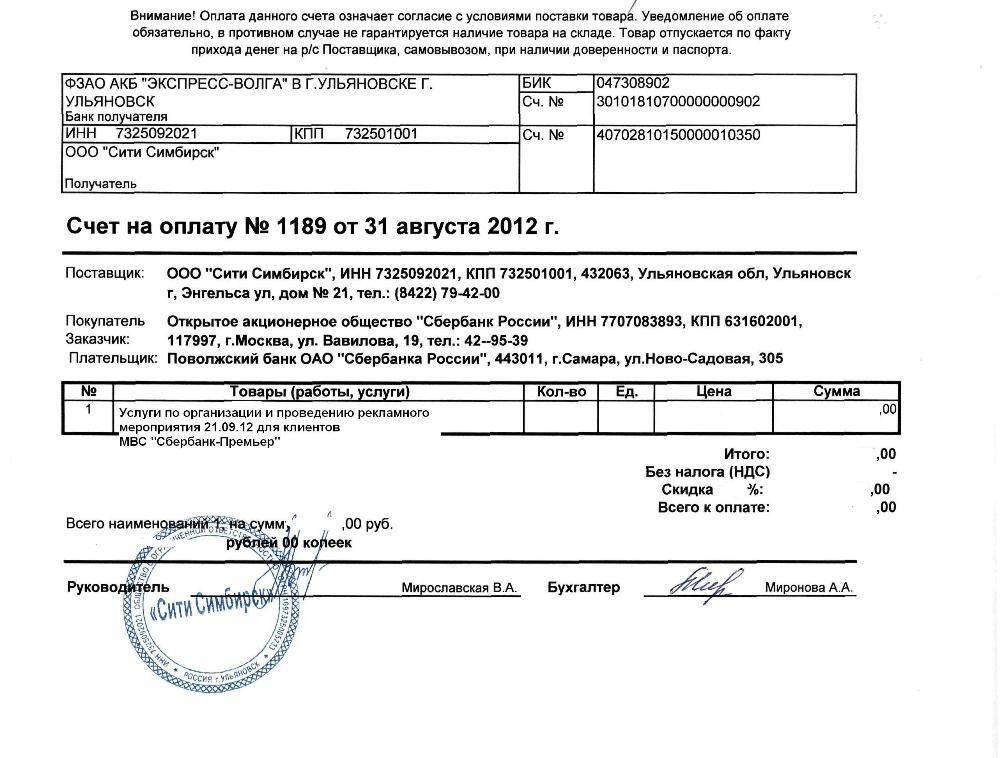 Внимание! Оплата данного счета означает согласие с условиями поставки товара. Уведомление об оплате
обязательно, в противном случае не гарантируется наличие товара на складе. Товар отпускается по факту
прихода денег на р/с Поставщика, самовывозом, при наличии доверенности и паспорта.
ФЗАО АКБ "ЭКСПРЕСС-ВОЛГА" В Г.УЛЬЯНОВСКЕ Г. БИК 047308902
УЛЬЯНОВСК Сч. № 30101810700000000902
Банк получателя
ИНН 7325092021 КПП 732501001 Сч. № 40702810150000010350
ООО "Сити Симбирск"
Получатель
Счет на оплату № 1189 от 31 августа 2012 г.
Поставщик: ООО "Сити Симбирск", ИНН 7325092021, КПП 732501001, 432063, Ульяновская обл, Ульяновск
г, Энгельса ул, дом № 21, тел.: (8422) 79-42-00
Покупатель Открытое акционерное общество "Сбербанк России", ИНН 7707083893, КПП 631602001,
Заказчик: 117997, г.Москва, ул. Вавилова, 19, тел.: 42--95-39
Плательщик: Поволжский банк ОАО "Сбербанка России", 443011, г.Самара, ул.Ново-Садовая, 305
№ Товары (работы, услуги) Кол-во Ед. Цена Сумма
1 Услуги по организации и проведению рекламного ,00
мероприятия 21.09.12 для клиентов
МВС "Сбербанк-Премьер"
Итого: ,00
Без налога (НДС) -
Скидка %: ,00
Всего к оплате: ,00
Всего наименований 1, на сумм ,00 руб.
рублей 00 копеек
Руководитель Мирославская В.А. Бухгалтер Миронова А.А.
«Сити Симбирск»
РОССИЯ г.УЛЬЯНОВСК
ИНН 7325092021